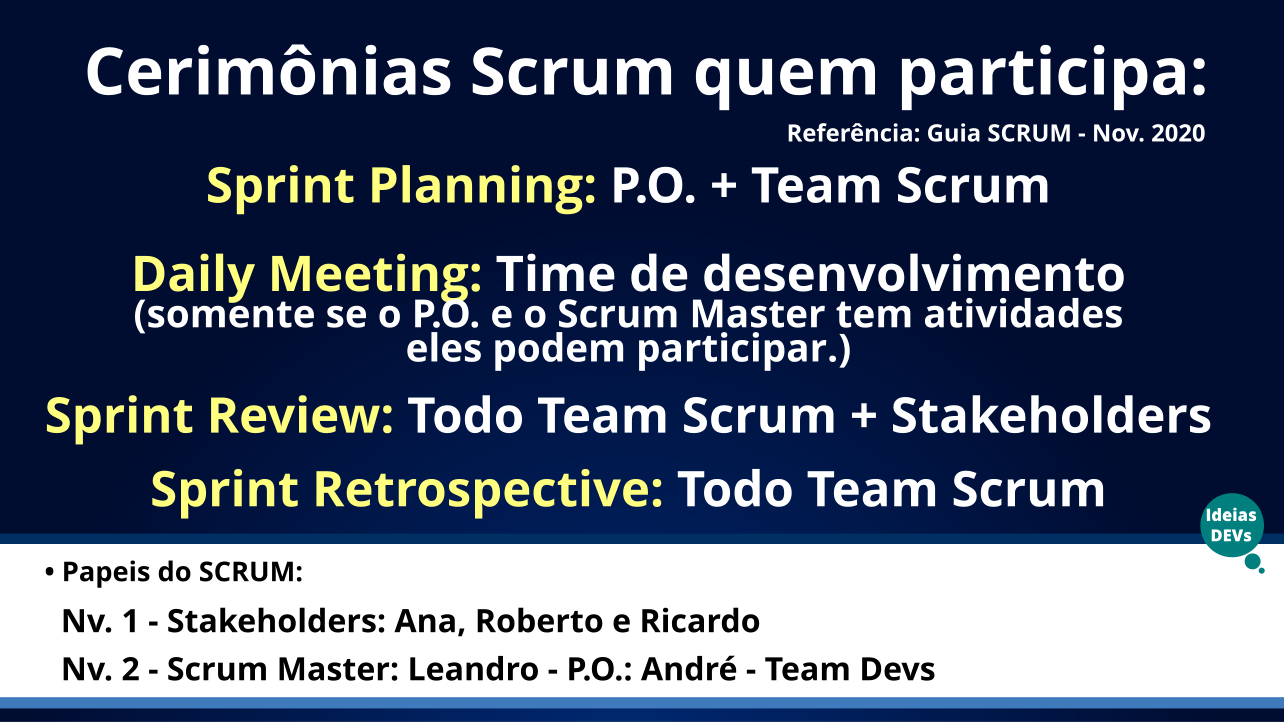 Cerimônias Scrum quem participa:
Referência: Guia SCRUM - Nov. 2020
Sprint Planning: P.O. + Team Scrum
Daily Meeting: Time de desenvolvimento
(somente se o P.O. e o Scrum Master tem atividades
eles podem participar.)
Sprint Review: Todo Team Scrum + Stakeholders
Sprint Retrospective: Todo Team Scrum
Ideias
DEVs
• Papeis do SCRUM:
Nv. 1 - Stakeholders: Ana, Roberto e Ricardo
Nv. 2 - Scrum Master: Leandro - P.O.: André - Team Devs